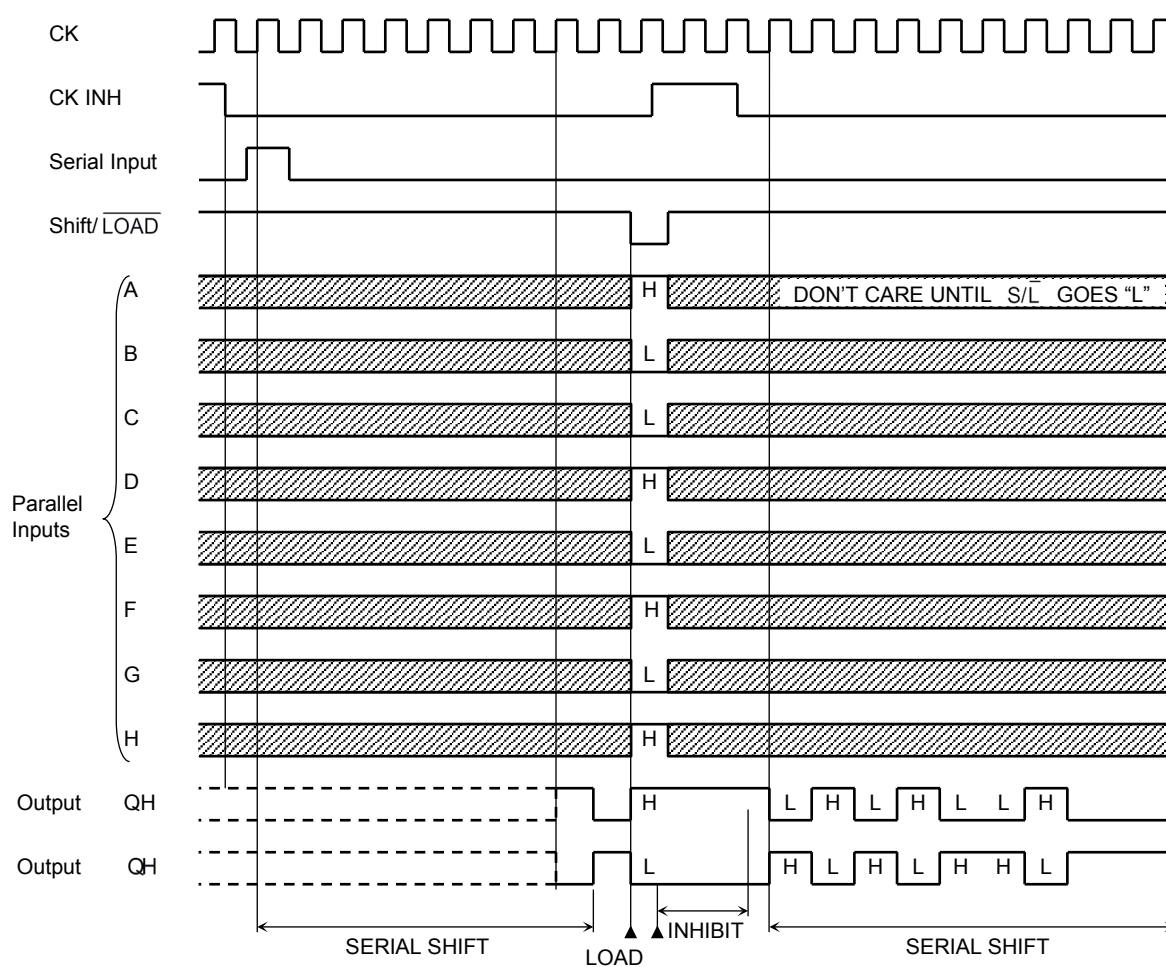 CK
CK INH
Serial Input
Shift/ L̅O̅A̅D̅
A H DON'T CARE UNTIL S/L̅ GOES "L"
B L
C L
D H
Parallel
Inputs
E L
F H
G L
H H
Output QH H L H L H L L H
Output QH L H L H L H H L
SERIAL SHIFT
LOAD
INHIBIT
SERIAL SHIFT